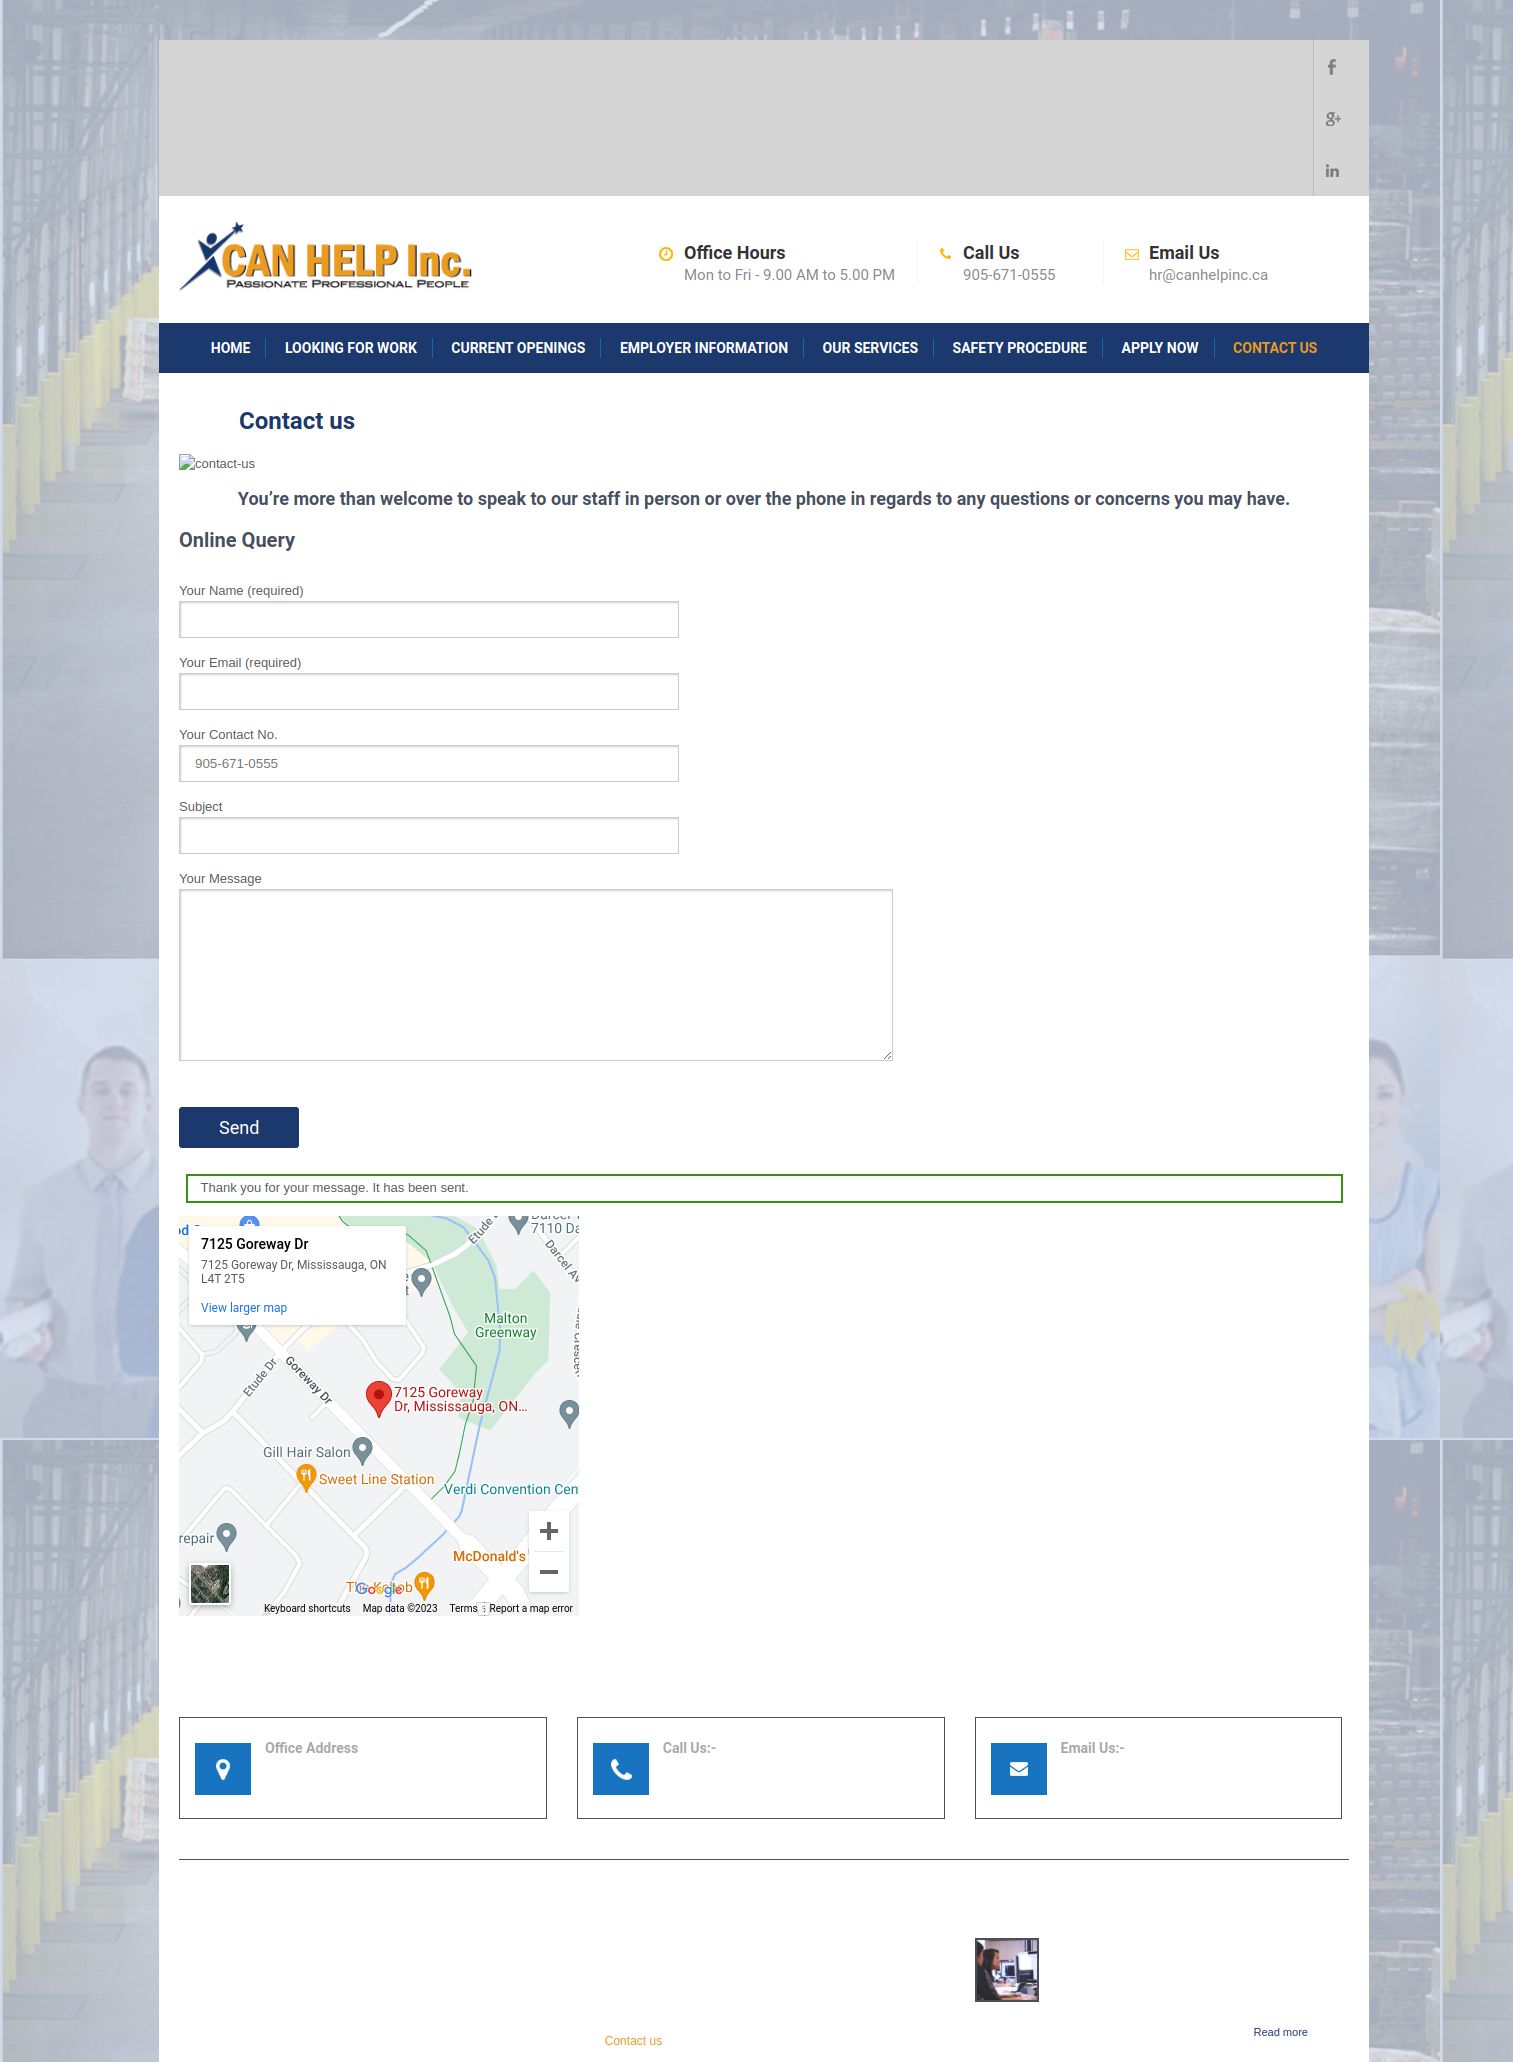 CAN HELP Inc.
PASSIONATE PROFESSIONAL PEOPLE
Office Hours
Mon to Fri - 9.00 AM to 5.00 PM
Call Us
905-671-0555
Email Us
hr@canhelpinc.ca
HOME
LOOKING FOR WORK
CURRENT OPENINGS
EMPLOYER INFORMATION
OUR SERVICES
SAFETY PROCEDURE
APPLY NOW
CONTACT US
Contact us
contact-us
You’re more than welcome to speak to our staff in person or over the phone in regards to any questions or concerns you may have.
Online Query
Your Name (required)
Your Email (required)
Your Contact No.
905-671-0555
Subject
Your Message
Send
Thank you for your message. It has been sent.
7125 Goreway Dr
7125 Goreway Dr, Mississauga, ON
L4T 2T5
View larger map
Etude
7110 Da
Darcel Av
Malton
Greenway
Etude Dr
Goreway Dr
7125 Goreway
Dr, Mississauga, ON…
Gill Hair Salon
Sweet Line Station
Verdi Convention Cen
repair
McDonald's
Google
Keyboard shortcuts
Map data ©2023
Terms
Report a map error
Office Address
Call Us:-
Email Us:-
Contact us
Read more